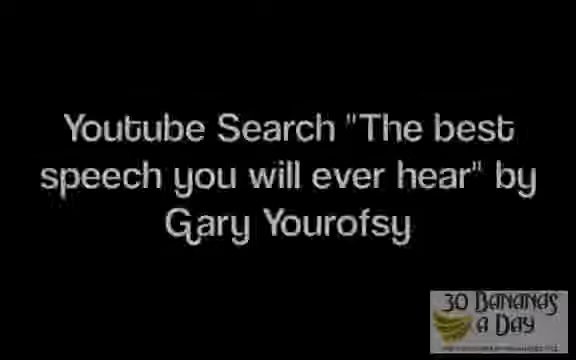 Youtube Search "The best
speech you will ever hear" by
Gary Yourofsy
30 Bananas
a Day